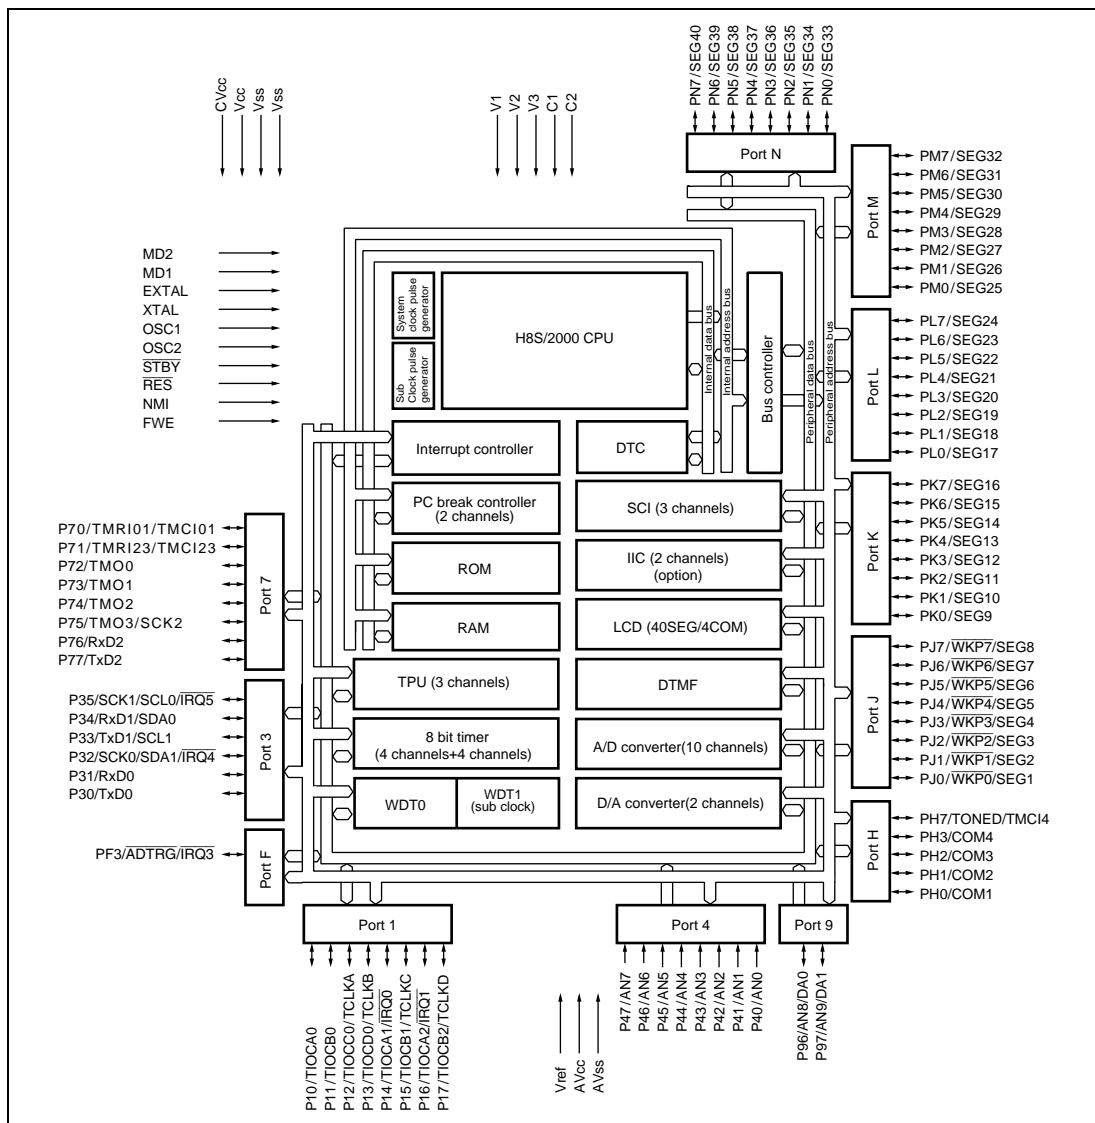 CVcc
Vcc
Vss
Vss
V1
V2
V3
C1
C2
PN7/SEG40
PN6/SEG39
PN5/SEG38
PN4/SEG37
PN3/SEG36
PN2/SEG35
PN1/SEG34
PN0/SEG33
Port N
PM7/SEG32
PM6/SEG31
PM5/SEG30
PM4/SEG29
PM3/SEG28
PM2/SEG27
PM1/SEG26
PM0/SEG25
Port M
MD2
MD1
EXTAL
XTAL
OSC1
OSC2
STBY
RES
NMI
FWE
System
clock pulse
generator
Sub
Clock pulse
generator
H8S/2000 CPU
Internal data bus
Internal address bus
Bus controller
Peripheral data bus
Peripheral address bus
Port L
PL7/SEG24
PL6/SEG23
PL5/SEG22
PL4/SEG21
PL3/SEG20
PL2/SEG19
PL1/SEG18
PL0/SEG17
Interrupt controller
DTC
PC break controller
(2 channels)
SCI (3 channels)
ROM
IIC (2 channels)
(option)
RAM
LCD (40SEG/4COM)
TPU (3 channels)
DTMF
8 bit timer
(4 channels+4 channels)
A/D converter(10 channels)
WDT0
WDT1
(sub clock)
D/A converter(2 channels)
Port K
PK7/SEG16
PK6/SEG15
PK5/SEG14
PK4/SEG13
PK3/SEG12
PK2/SEG11
PK1/SEG10
PK0/SEG9
Port J
PJ7/WKP7/SEG8
PJ6/WKP6/SEG7
PJ5/WKP5/SEG6
PJ4/WKP4/SEG5
PJ3/WKP3/SEG4
PJ2/WKP2/SEG3
PJ1/WKP1/SEG2
PJ0/WKP0/SEG1
Port H
PH7/TONED/TMCI4
PH3/COM4
PH2/COM3
PH1/COM2
PH0/COM1
P70/TMRI01/TMCI01
P71/TMRI23/TMCI23
P72/TMO0
P73/TMO1
P74/TMO2
P75/TMO3/SCK2
P76/RxD2
P77/TxD2
Port 7
P35/SCK1/SCL0/IRQ5
P34/RxD1/SDA0
P33/TxD1/SCL1
P32/SCK0/SDA1/IRQ4
P31/RxD0
P30/TxD0
Port 3
PF3/ADTRG/IRQ3
Port F
Port 1
Port 4
Port 9
P10/TIOCA0
P11/TIOCB0
P12/TIOCC0/TCLKA
P13/TIOCD0/TCLKB
P14/TIOCA1/IRQ0
P15/TIOCB1/TCLKC
P16/TIOCA2/IRQ1
P17/TIOCB2/TCLKD
Vref
AVcc
AVss
P47/AN7
P46/AN6
P45/AN5
P44/AN4
P43/AN3
P42/AN2
P41/AN1
P40/AN0
P96/AN8/DA0
P97/AN9/DA1